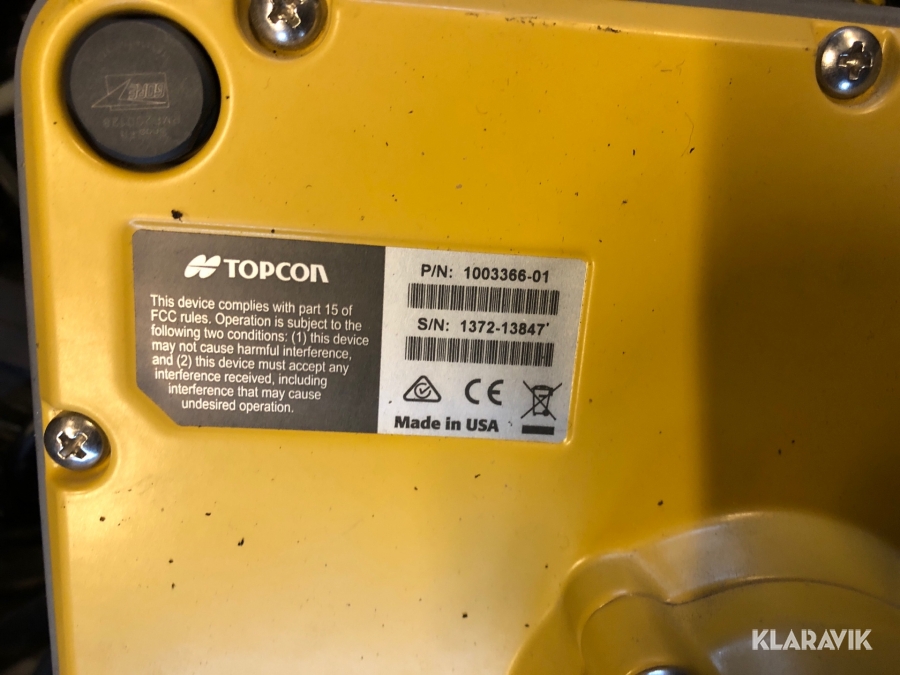 TOPCON
This device complies with part 15 of
FCC rules. Operation is subject to the
following two conditions: (1) this device
may not cause harmful interference,
and (2) this device must accept any
interference received, including
interference that may cause
undesired operation.
P/N: 1003366-01
S/N: 1372-13847
CE
Made in USA
KLARAVIK